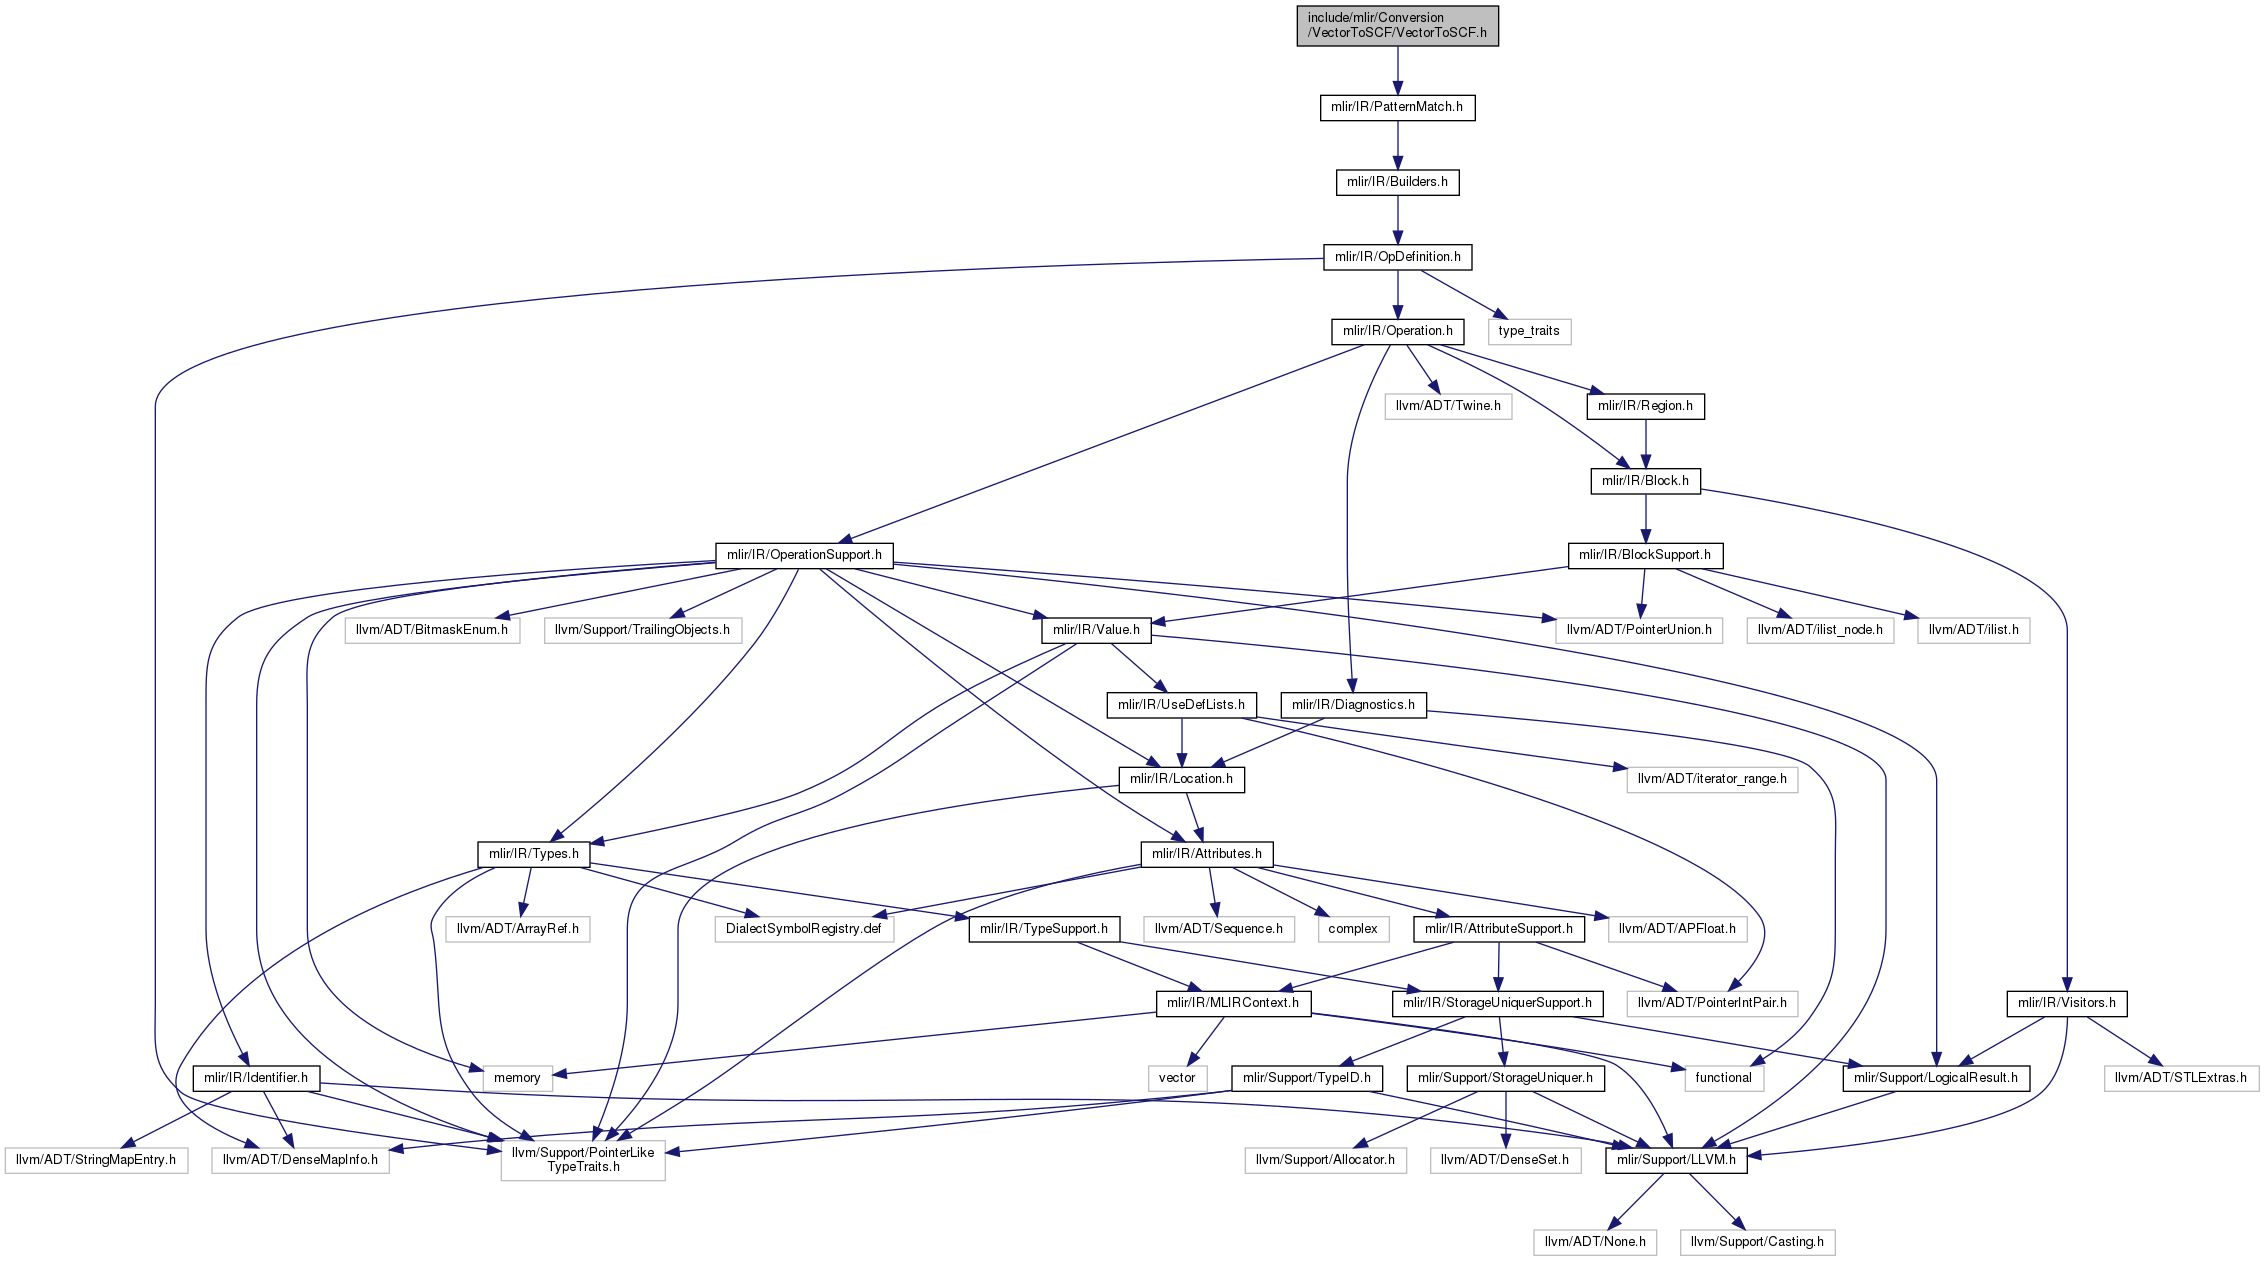 include/mlir/Conversion
/VectorToSCF/VectorToSCF.h
mlir/IR/PatternMatch.h
mlir/IR/Builders.h
mlir/IR/OpDefinition.h
mlir/IR/Operation.h
type_traits
llvm/ADT/Twine.h
mlir/IR/Region.h
mlir/IR/Block.h
mlir/IR/OperationSupport.h
mlir/IR/BlockSupport.h
llvm/ADT/BitmaskEnum.h
llvm/Support/TrailingObjects.h
mlir/IR/Value.h
llvm/ADT/PointerUnion.h
llvm/ADT/ilist_node.h
llvm/ADT/ilist.h
mlir/IR/UseDefLists.h
mlir/IR/Diagnostics.h
mlir/IR/Location.h
llvm/ADT/iterator_range.h
mlir/IR/Types.h
mlir/IR/Attributes.h
llvm/ADT/ArrayRef.h
DialectSymbolRegistry.def
mlir/IR/TypeSupport.h
llvm/ADT/Sequence.h
complex
mlir/IR/AttributeSupport.h
llvm/ADT/APFloat.h
mlir/IR/MLIRContext.h
mlir/IR/StorageUniquerSupport.h
llvm/ADT/PointerIntPair.h
mlir/IR/Visitors.h
mlir/IR/Identifier.h
memory
vector
mlir/Support/TypeID.h
mlir/Support/StorageUniquer.h
functional
mlir/Support/LogicalResult.h
llvm/ADT/STLExtras.h
llvm/ADT/StringMapEntry.h
llvm/ADT/DenseMapInfo.h
llvm/Support/PointerLike
TypeTraits.h
llvm/Support/Allocator.h
llvm/ADT/DenseSet.h
mlir/Support/LLVM.h
llvm/ADT/None.h
llvm/Support/Casting.h